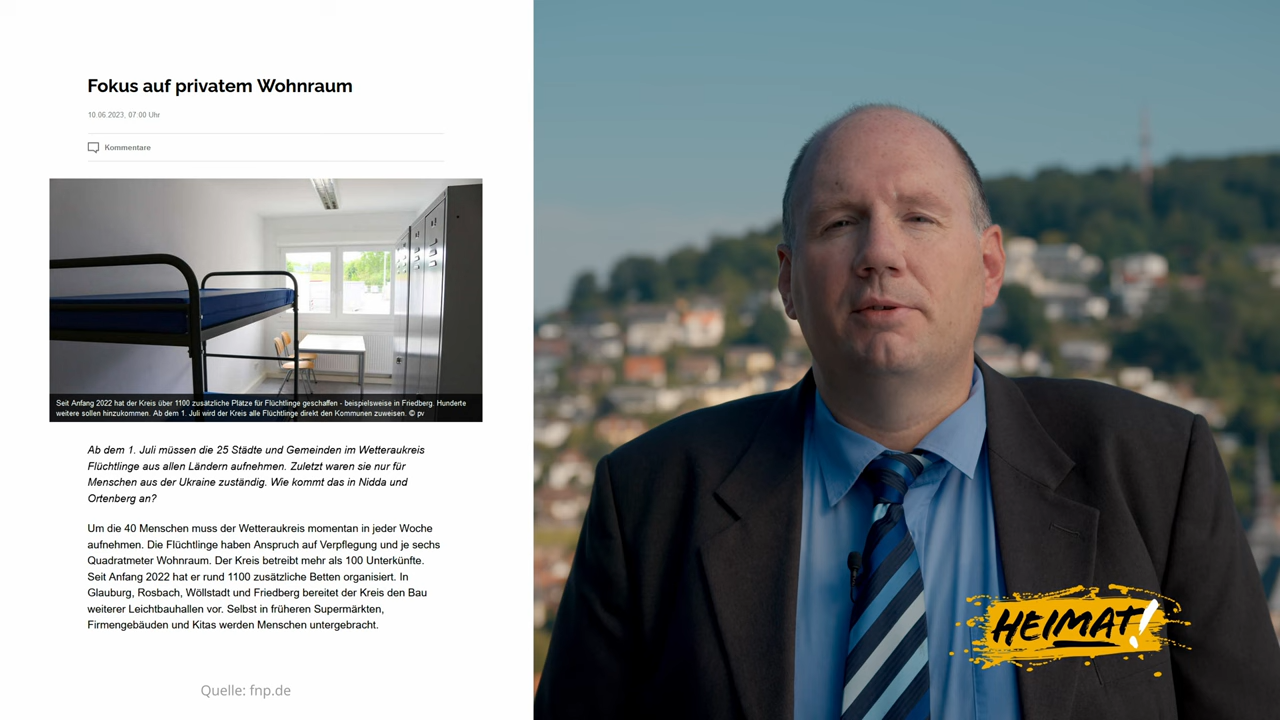 Fokus auf privatem Wohnraum
10.06.2023, 07:00 Uhr
Kommentare
Seit Anfang 2022 hat der Kreis über 1100 zusätzliche Plätze für Flüchtlinge geschaffen - beispielsweise in Friedberg. Hunderte
weitere sollen hinzukommen. Ab dem 1. Juli wird der Kreis alle Flüchtlinge direkt den Kommunen zuweisen. © pv
Ab dem 1. Juli müssen die 25 Städte und Gemeinden im Wetteraukreis
Flüchtlinge aus allen Ländern aufnehmen. Zuletzt waren sie nur für
Menschen aus der Ukraine zuständig. Wie kommt das in Nidda und
Ortenberg an?
Um die 40 Menschen muss der Wetteraukreis momentan in jeder Woche
aufnehmen. Die Flüchtlinge haben Anspruch auf Verpflegung und je sechs
Quadratmeter Wohnraum. Der Kreis betreibt mehr als 100 Unterkünfte.
Seit Anfang 2022 hat er rund 1100 zusätzliche Betten organisiert. In
Glauburg, Rosbach, Wöllstadt und Friedberg bereitet der Kreis den Bau
weiterer Leichtbauhallen vor. Selbst in früheren Supermärkten,
Firmengebäuden und Kitas werden Menschen untergebracht.
Quelle: fnp.de
HEIMAT!